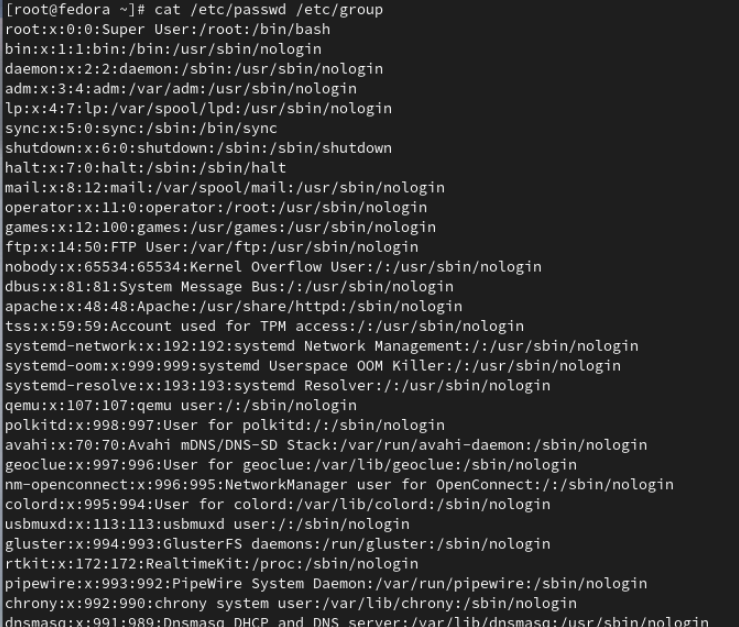 [root@fedora ~]# cat /etc/passwd /etc/group
root:x:0:0:Super User:/root:/bin/bash
bin:x:1:1:bin:/bin:/usr/sbin/nologin
daemon:x:2:2:daemon:/sbin:/usr/sbin/nologin
adm:x:3:4:adm:/var/adm:/usr/sbin/nologin
lp:x:4:7:lp:/var/spool/lpd:/usr/sbin/nologin
sync:x:5:0:sync:/sbin:/bin/sync
shutdown:x:6:0:shutdown:/sbin:/sbin/shutdown
halt:x:7:0:halt:/sbin:/sbin/halt
mail:x:8:12:mail:/var/spool/mail:/usr/sbin/nologin
operator:x:11:0:operator:/root:/usr/sbin/nologin
games:x:12:100:games:/usr/games:/usr/sbin/nologin
ftp:x:14:50:FTP User:/var/ftp:/usr/sbin/nologin
nobody:x:65534:65534:Kernel Overflow User:/:/usr/sbin/nologin
dbus:x:81:81:System Message Bus:/:/usr/sbin/nologin
apache:x:48:48:Apache:/usr/share/httpd:/sbin/nologin
tss:x:59:59:Account used for TPM access:/:/usr/sbin/nologin
systemd-network:x:192:192:systemd Network Management:/:/usr/sbin/nologin
systemd-oom:x:999:999:systemd Userspace OOM Killer:/:/usr/sbin/nologin
systemd-resolve:x:193:193:systemd Resolver:/:/usr/sbin/nologin
qemu:x:107:107:qemu user:/:/sbin/nologin
polkitd:x:998:997:User for polkitd:/:/sbin/nologin
avahi:x:70:70:Avahi mDNS/DNS-SD Stack:/var/run/avahi-daemon:/sbin/nologin
geoclue:x:997:996:User for geoclue:/var/lib/geoclue:/sbin/nologin
nm-openconnect:x:996:995:NetworkManager user for OpenConnect:/:/sbin/nologin
colord:x:995:994:User for colord:/var/lib/colord:/sbin/nologin
usbmuxd:x:113:113:usbmuxd user:/:/sbin/nologin
gluster:x:994:993:GlusterFS daemons:/run/gluster:/sbin/nologin
rtkit:x:172:172:RealtimeKit:/proc:/sbin/nologin
pipewire:x:993:992:PipeWire System Daemon:/var/run/pipewire:/sbin/nologin
chrony:x:992:990:chrony system user:/var/lib/chrony:/sbin/nologin
dnsmasq:x:991:989:Dnsmasq DHCP and DNS server:/var/lib/dnsmasq:/usr/sbin/nologin